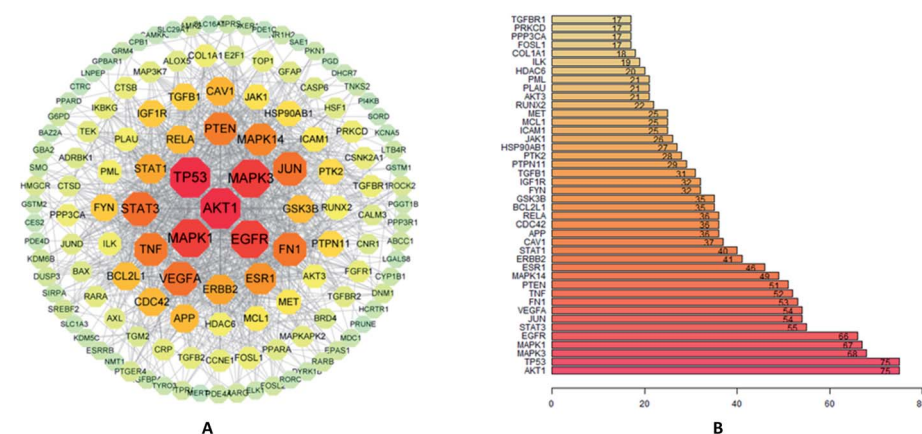 AKT1
TP53
MAPK3
MAPK1
EGFR
PTEN
MAPK14
JUN
GSK3B
FN1
ESR1
ERBB2
VEGFA
TNF
STAT3
STAT1
RELA
CAV1
JAK1
HSP90AB1
ICAM1
PTK2
RUNX2
PTPN11
AKT3
MET
MCL1
HDAC6
APP
CDC42
BCL2L1
ILK
FYN
PML
PLAU
IGF1R
TGFB1
COL1A1
E2F1
TOP1
GFAP
CASP6
HSF1
PRKCD
CSNK2A1
TGFBR1
CALM3
CNR1
FGFR1
TGFBR2
BRD4
MAPKAPK2
PPARA
FOSL1
CCNE1
TGFB2
CRP
TGM2
AXL
RARA
BAX
JUND
PPP3CA
CTSD
ADRBK1
TEK
IKBKG
CTSB
MAP3K7
ALOX5
PDE1C
NR1H2
SAE1
PKN1
PGD
DHCR7
TNKS2
PI4KB
SORD
KCNA5
LTB4R
GSTM1
ROCK2
PGGT1B
PPP3R1
ABCC1
LGALS8
CYP1B1
DNM1
HCRTR1
PRUNE
MDC1
EPAS1
RARB
RORC
ELK1
PDE4A
TYRO3
PTGER4
NMT1
ESRRB
KDM5C
SLC1A3
SREBF2
SIRPA
DUSP3
KDM6B
PDE4D
CES2
GSTM2
HMGCR
SMO
GBA2
BAZ2A
G6PD
PPARD
CTRC
LNPEP
GPBAR1
GRM4
CPB1
A
B
TGFBR1 17
PRKCD 17
PPP3CA 17
FOSL1 17
COL1A1 18
ILK 19
HDAC6 20
PML 21
PLAU 21
AKT3 21
RUNX2 22
MET 25
MCL1 25
ICAM1 25
JAK1 26
HSP90AB1 27
PTK2 28
PTPN11 29
TGFB1 31
IGF1R 32
FYN 32
GSK3B 35
BCL2L1 35
RELA 36
CDC42 36
APP 36
CAV1 37
STAT1 40
ERBB2 41
ESR1 46
MAPK14 49
PTEN 51
TNF 52
FN1 53
VEGFA 54
JUN 54
STAT3 55
EGFR 66
MAPK1 67
MAPK3 68
TP53 75
AKT1 75
0 20 40 60